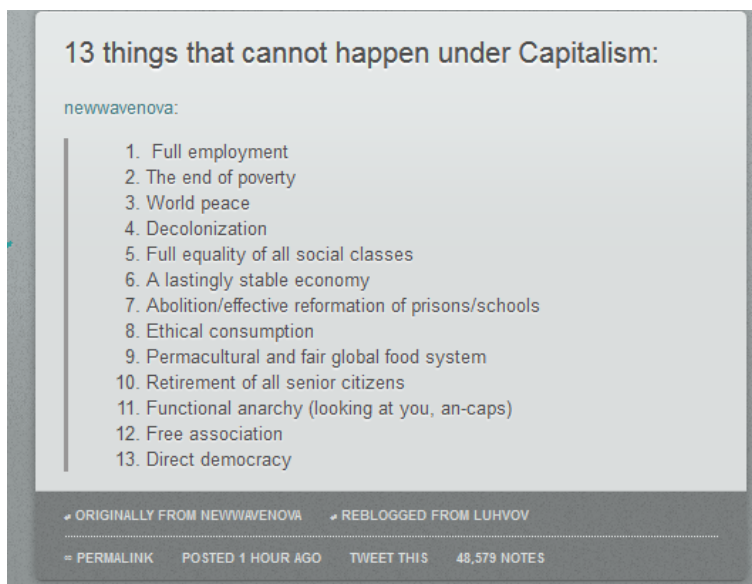 13 things that cannot happen under Capitalism:
newwavenova:
1. Full employment
2. The end of poverty
3. World peace
4. Decolonization
5. Full equality of all social classes
6. A lastingly stable economy
7. Abolition/effective reformation of prisons/schools
8. Ethical consumption
9. Permacultural and fair global food system
10. Retirement of all senior citizens
11. Functional anarchy (looking at you, an-caps)
12. Free association
13. Direct democracy
ORIGINALLY FROM NEWWAVENOVA REBLOGGED FROM LUHVOV
= PERMALINK POSTED 1 HOUR AGO TWEET THIS 48,579 NOTES